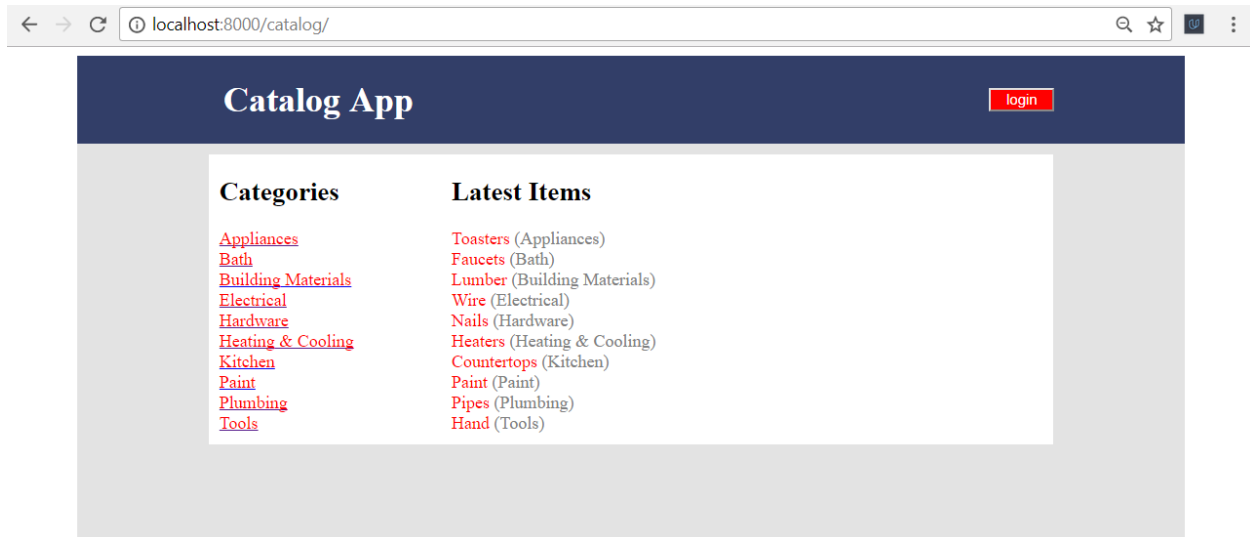 localhost:8000/catalog/
Catalog App
login
Categories
Appliances
Bath
Building Materials
Electrical
Hardware
Heating & Cooling
Kitchen
Paint
Plumbing
Tools
Latest Items
Toasters (Appliances)
Faucets (Bath)
Lumber (Building Materials)
Wire (Electrical)
Nails (Hardware)
Heaters (Heating & Cooling)
Countertops (Kitchen)
Paint (Paint)
Pipes (Plumbing)
Hand (Tools)